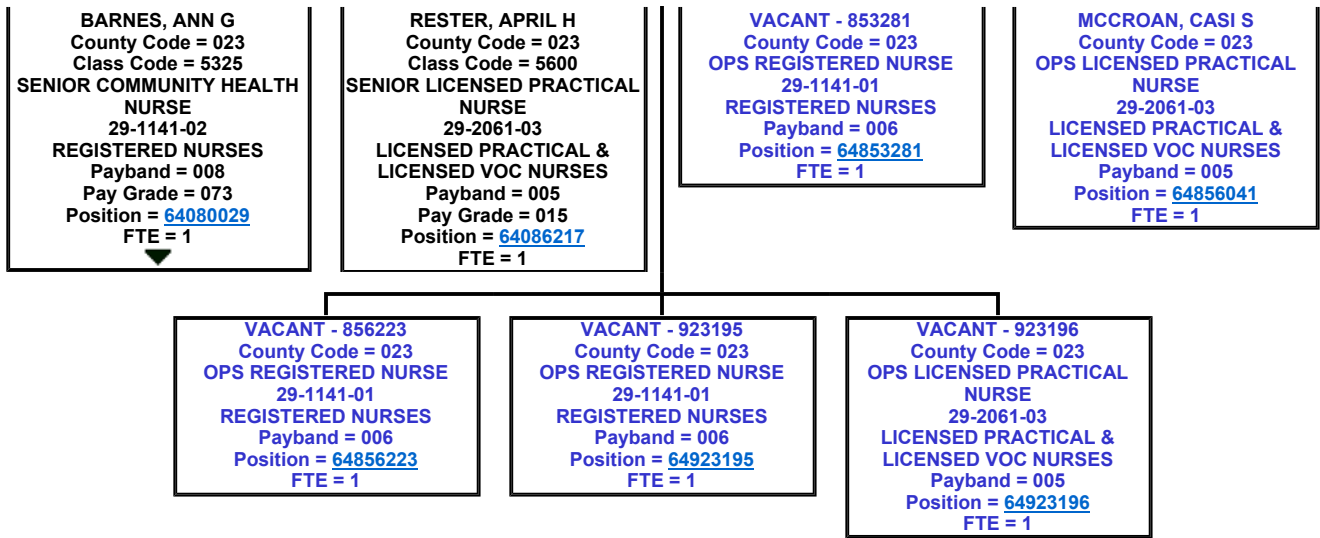 BARNES, ANN G
County Code = 023
Class Code = 5325
SENIOR COMMUNITY HEALTH
NURSE
29-1141-02
REGISTERED NURSES
Payband = 008
Pay Grade = 073
Position = 64080029
FTE = 1
RESTER, APRIL H
County Code = 023
Class Code = 5600
SENIOR LICENSED PRACTICAL
NURSE
29-2061-03
LICENSED PRACTICAL &
LICENSED VOC NURSES
Payband = 005
Pay Grade = 015
Position = 64086217
FTE = 1
VACANT - 853281
County Code = 023
OPS REGISTERED NURSE
29-1141-01
REGISTERED NURSES
Payband = 006
Position = 64853281
FTE = 1
MCCROAN, CASI S
County Code = 023
OPS LICENSED PRACTICAL
NURSE
29-2061-03
LICENSED PRACTICAL &
LICENSED VOC NURSES
Payband = 005
Position = 64856041
FTE = 1
VACANT - 856223
County Code = 023
OPS REGISTERED NURSE
29-1141-01
REGISTERED NURSES
Payband = 006
Position = 64856223
FTE = 1
VACANT - 923195
County Code = 023
OPS REGISTERED NURSE
29-1141-01
REGISTERED NURSES
Payband = 006
Position = 64923195
FTE = 1
VACANT - 923196
County Code = 023
OPS LICENSED PRACTICAL
NURSE
29-2061-03
LICENSED PRACTICAL &
LICENSED VOC NURSES
Payband = 005
Position = 64923196
FTE = 1